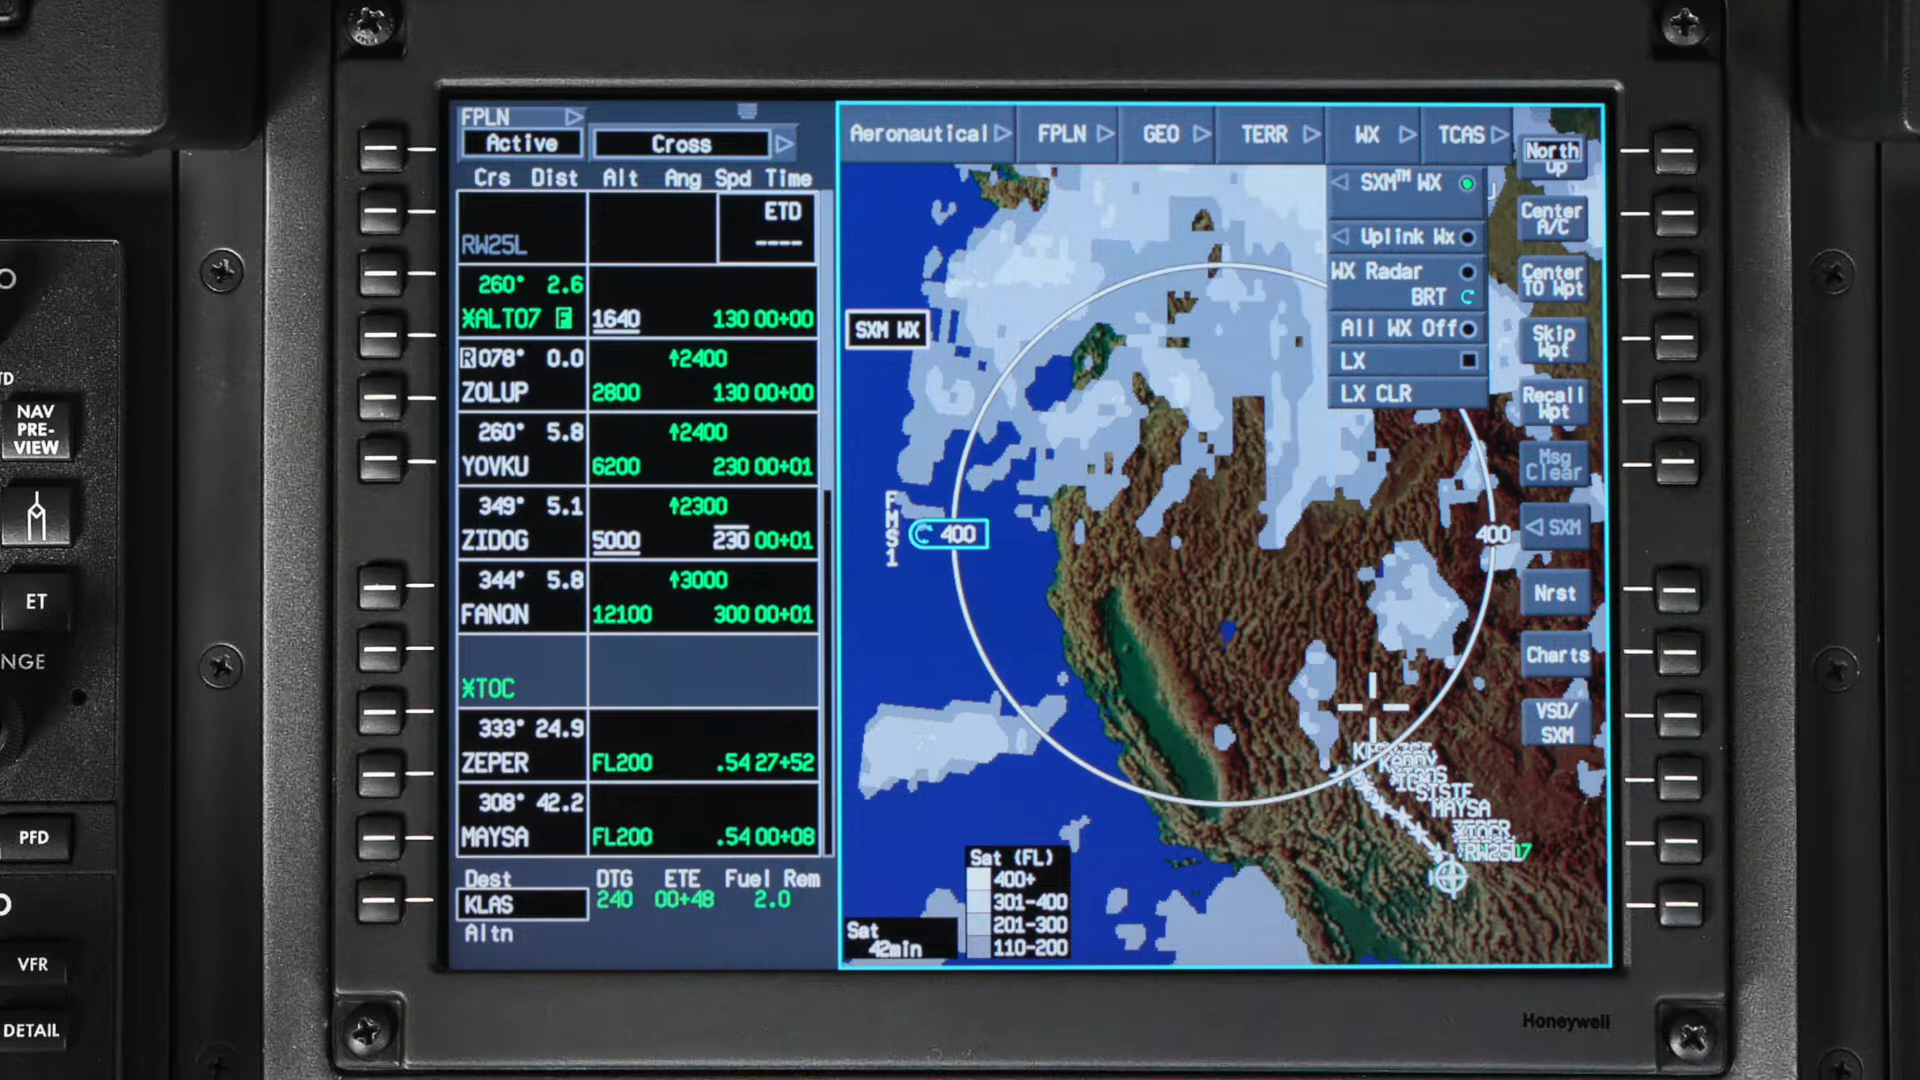 FPLN
Active Cross
Crs Dist Alt Ang Spd Time
ETD
RW25L ----
260° 2.6
ALT07 F 1640 130 00+00
R 078° 0.0 ↑2400
ZOLUP 2800 130 00+00
260° 5.8 ↑2400
YOVKU 6200 230 00+01
349° 5.1 ↑2300
ZIDOG 5000 230 00+01
344° 5.8 ↑3000
FANON 12100 300 00+01
TOC
333° 24.9
ZEPER FL200 .54 27+52
308° 42.2
MAYSA FL200 .54 00+08
Dest DTG ETE Fuel Rem
KLAS 240 00+48 2.0
Altn
Aeronautical FPLN GEO TERR WX TCAS
SXM™ WX
Uplink Wx
WX Radar
BRT
All WX Off
LX
LX CLR
SXM WX
FMS1
400
400
MAYSA
RW25L
Sat (FL)
400+
301-400
201-300
110-200
Sat
42min
North
Up
Center
A/C
Center
TO Wpt
Skip
Wpt
Recall
Wpt
Msg
Clear
SXM
Nrst
Charts
VSD/
SXM
Honeywell
NAV
PRE-
VIEW
ET
NGE
PFD
VFR
DETAIL